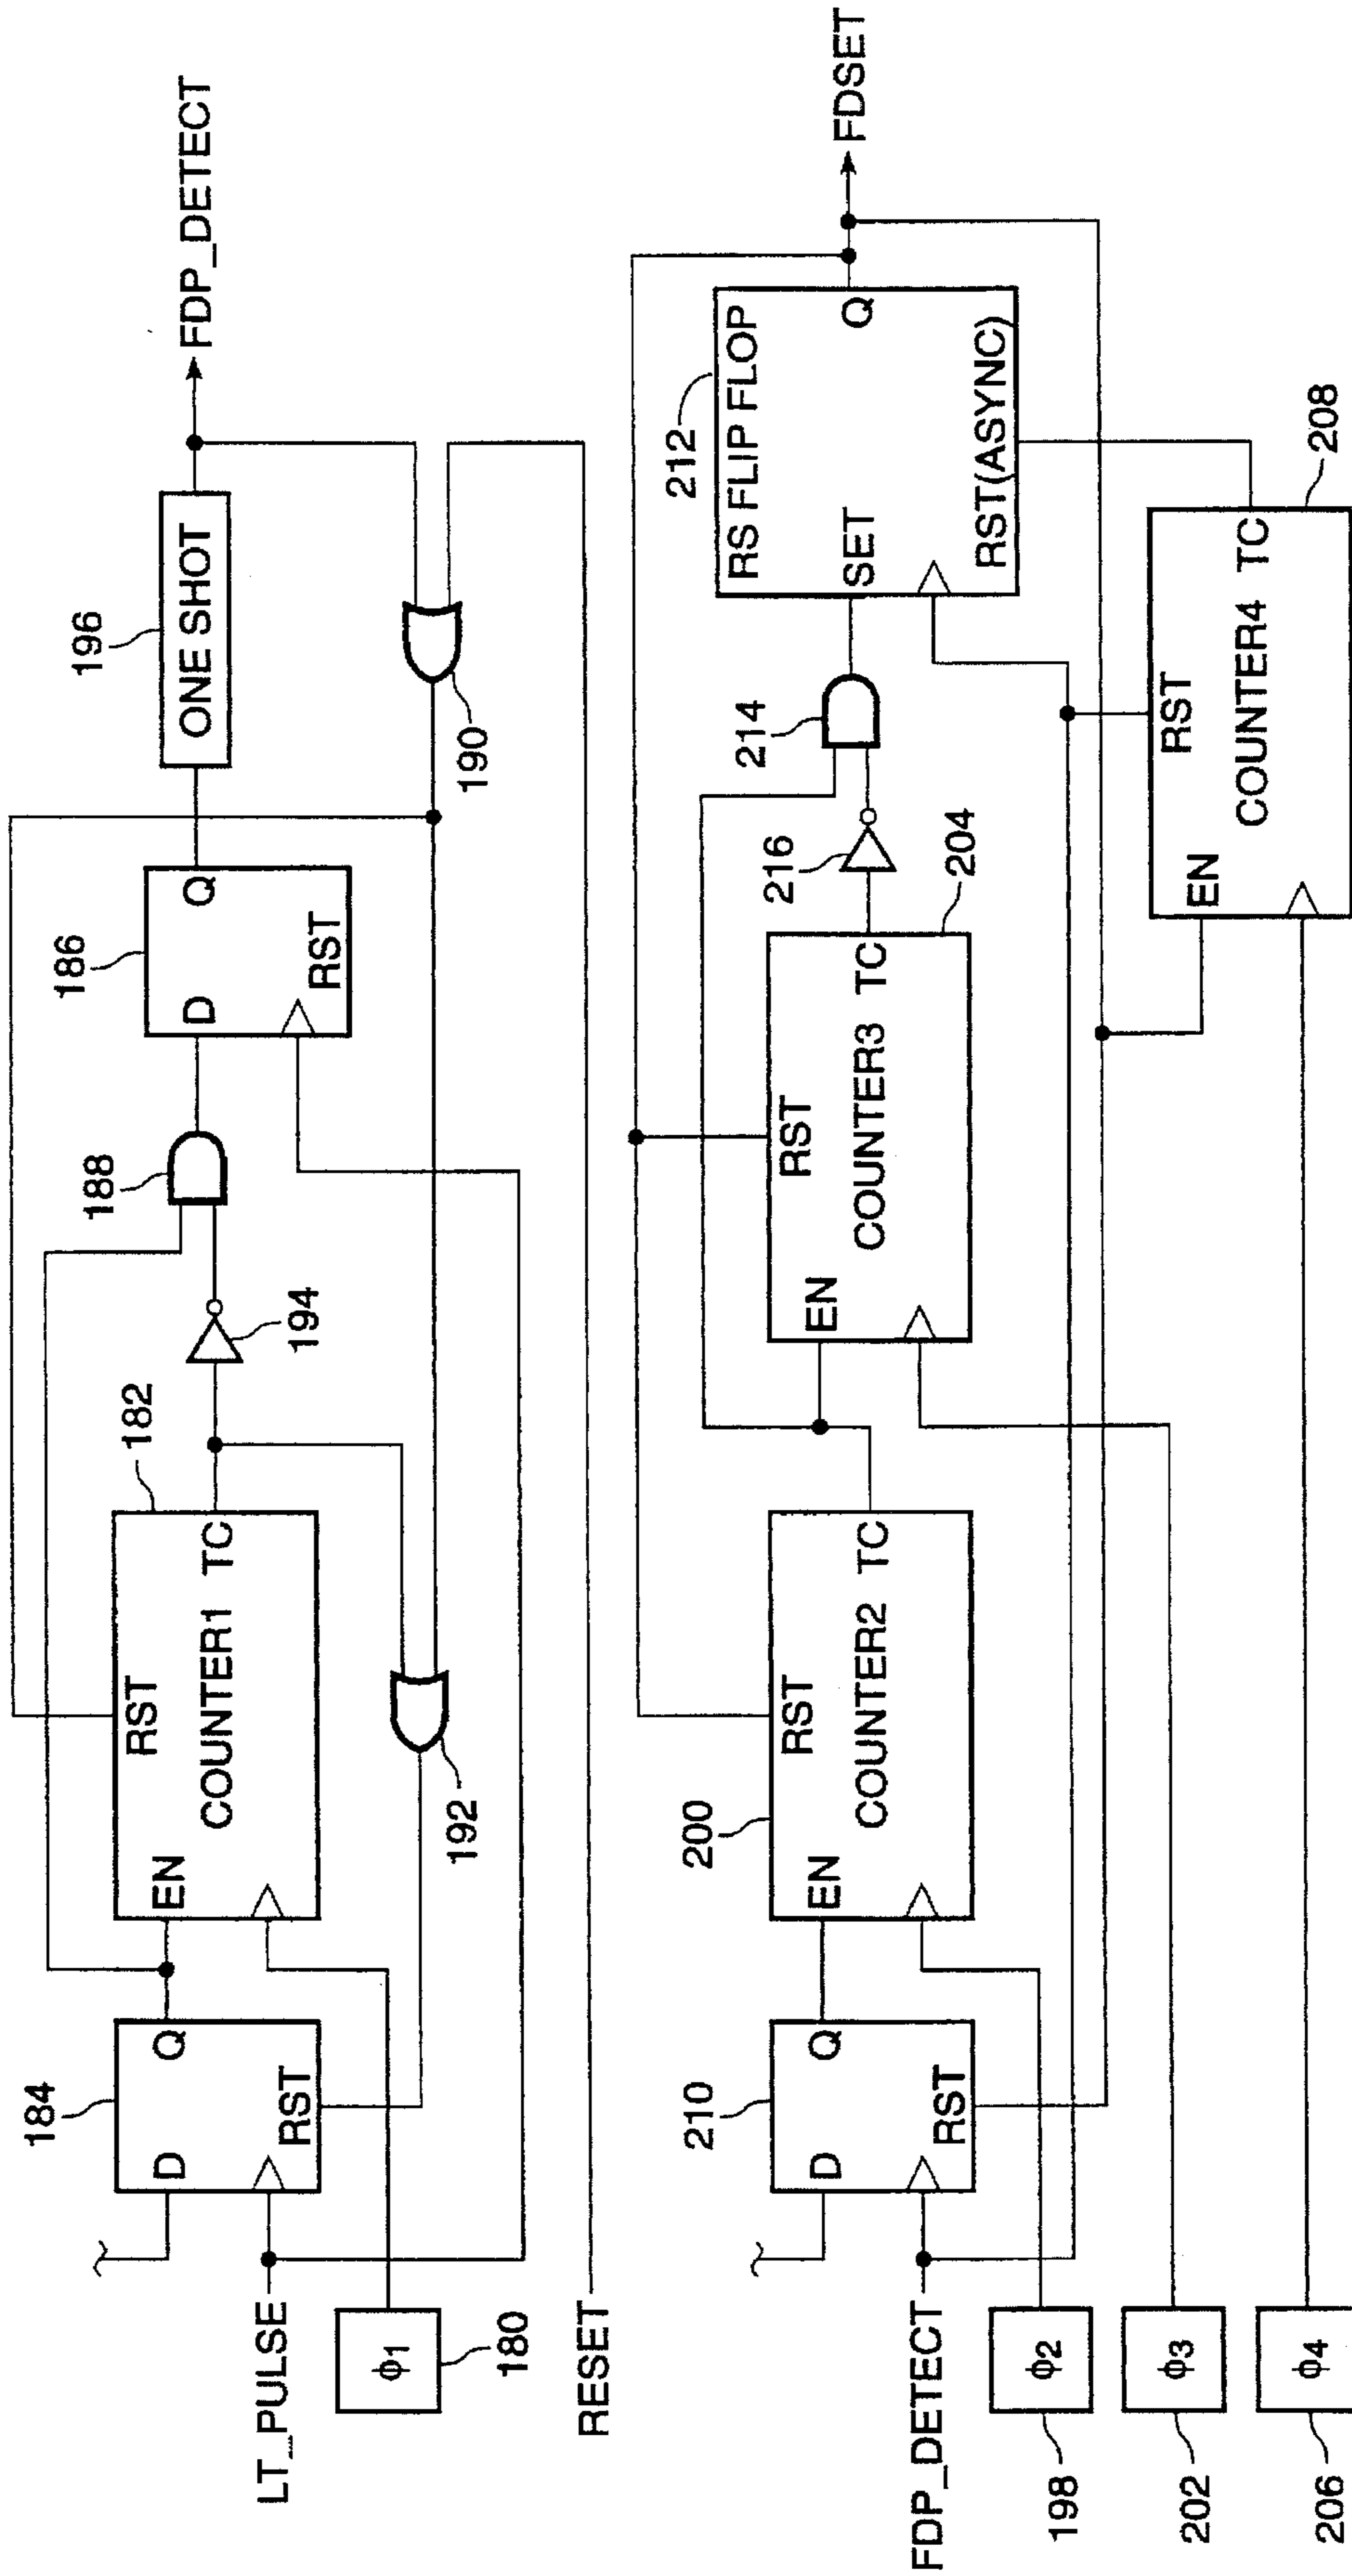 184
D
Q
RST
LT_PULSE
ϕ1
180
RESET
182
EN
RST
COUNTER1
TC
192
194
188
186
D
Q
RST
190
196
ONE SHOT
FDP_DETECT
210
D
Q
RST
FDP_DETECT
ϕ2
198
ϕ3
202
ϕ4
206
200
EN
RST
COUNTER2
TC
EN
RST
COUNTER3
TC
204
216
214
212
RS FLIP FLOP
SET
Q
RST(ASYNC)
FDSET
EN
RST
COUNTER4
TC
208